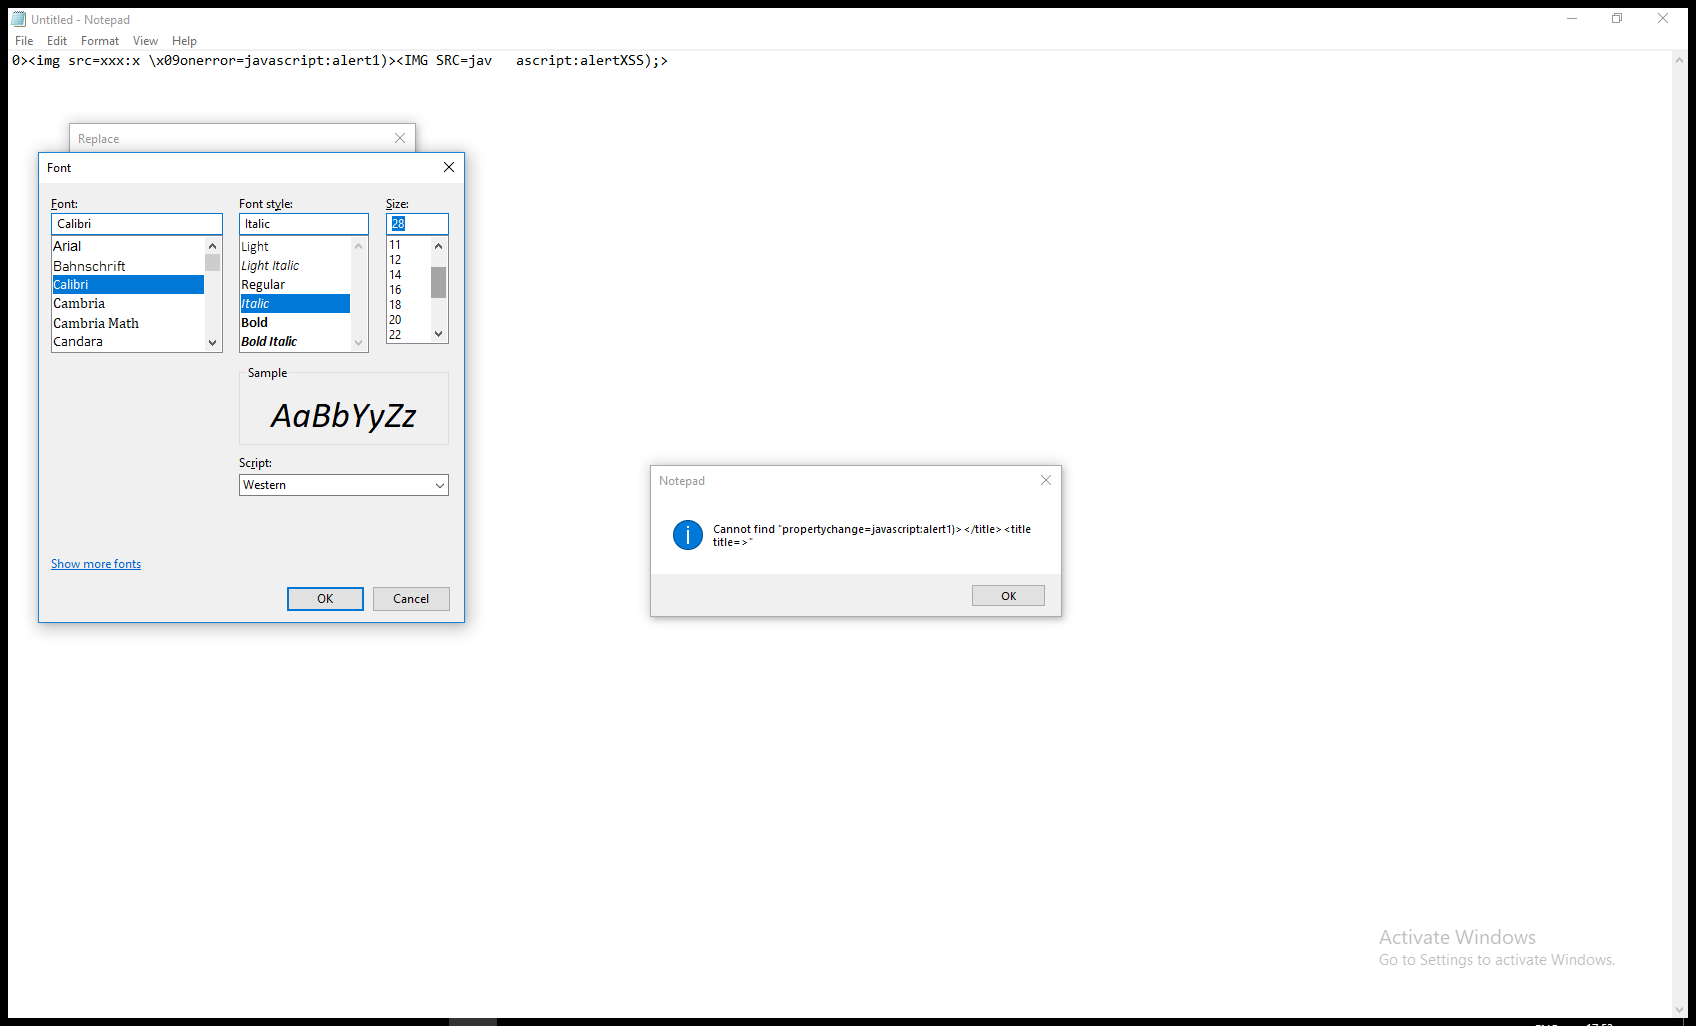 Untitled - Notepad
File Edit Format View Help
0><img src=xxx:x \x09onerror=javascript:alert1)><IMG SRC=jav   ascript:alertXSS);>
Replace
Font
Font: Font style: Size:
Calibri Italic 28
Arial
Bahnschrift
Calibri
Cambria
Cambria Math
Candara
Light
Light Italic
Regular
Italic
Bold
Bold Italic
11
12
14
16
18
20
22
Sample
AaBbYyZz
Script:
Western
Show more fonts
OK Cancel
Notepad
Cannot find "propertychange=javascript:alert1)></title><title
title=>"
OK
Activate Windows
Go to Settings to activate Windows.